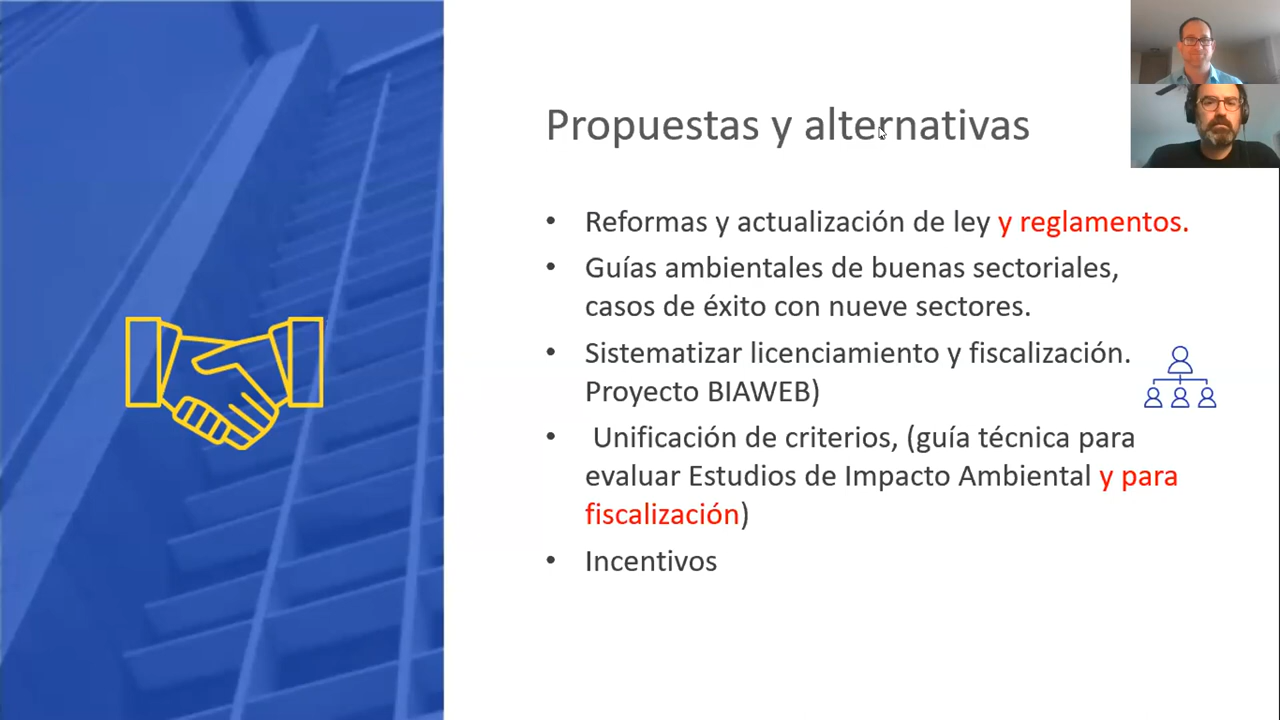 Propuestas y alternativas
• Reformas y actualización de ley y reglamentos.
• Guías ambientales de buenas sectoriales,
casos de éxito con nueve sectores.
• Sistematizar licenciamiento y fiscalización.
Proyecto BIAWEB)
• Unificación de criterios, (guía técnica para
evaluar Estudios de Impacto Ambiental y para
fiscalización)
• Incentivos